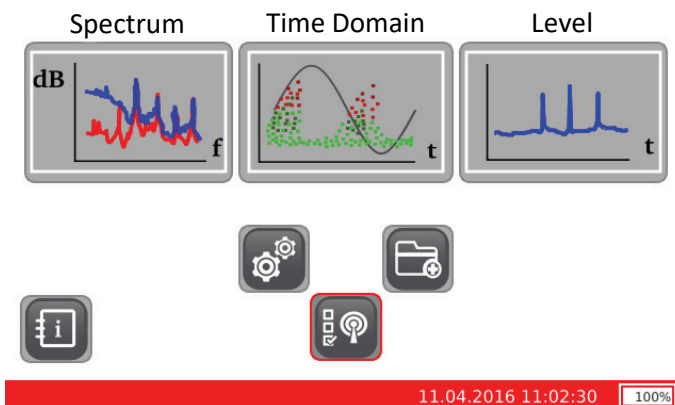 Spectrum Time Domain Level
dB
f
t
t
i
11.04.2016 11:02:30 100%